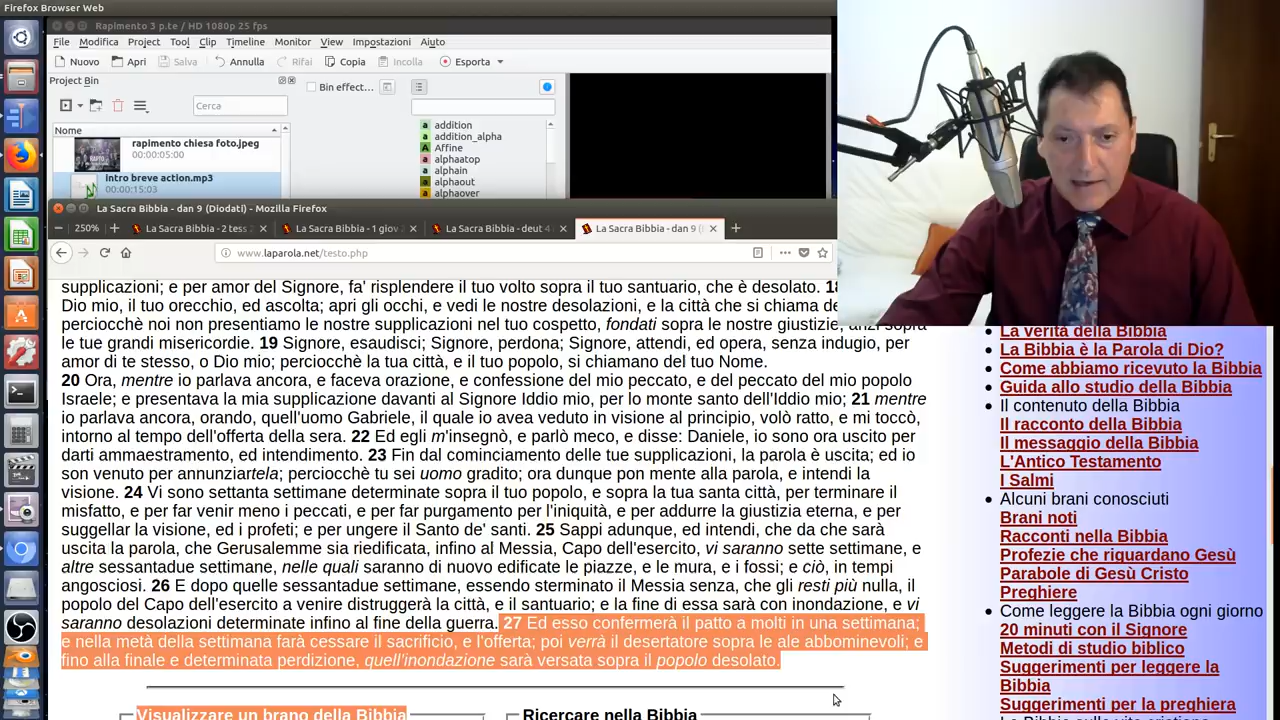 Firefox Browser Web
Rapimento 3 p.te / HD 1080p 25 fps
File Modifica Project Tool Clip Timeline Monitor View Impostazioni Aiuto
Nuovo Apri Salva Annulla Rifai Copia Incolla Esporta
Project Bin
Bin effect...
Cerca
Nome
rapimento chiesa foto.jpeg
00:00:05:00
intro breve action.mp3
00:00:15:03
a addition
a addition_alpha
A Affine
a alphaatop
a alphain
a alphaout
a alphaover
La Sacra Bibbia - dan 9 (Diodati) - Mozilla Firefox
250%
La Sacra Bibbia - 2 tess
La Sacra Bibbia - 1 giov
La Sacra Bibbia - deut 4
La Sacra Bibbia - dan 9 (
www.laparola.net/testo.php
supplicazioni; e per amor del Signore, fa' risplendere il tuo volto sopra il tuo santuario, che è desolato.
Dio mio, il tuo orecchio, ed ascolta; apri gli occhi, e vedi le nostre desolazioni, e la città che si chiama
perciocchè noi non presentiamo le nostre supplicazioni nel tuo cospetto, fondati sopra le nostre giustizie, anzi sopra
le tue grandi misericordie. 19 Signore, esaudisci; Signore, perdona; Signore, attendi, ed opera, senza indugio, per
amor di te stesso, o Dio mio; perciocchè la tua città, e il tuo popolo, si chiamano del tuo Nome.
20 Ora, mentre io parlava ancora, e faceva orazione, e confessione del mio peccato, e del peccato del mio popolo
Israele; e presentava la mia supplicazione davanti al Signore Iddio mio, per lo monte santo dell'Iddio mio; 21 mentre
io parlava ancora, orando, quell'uomo Gabriele, il quale io avea veduto in visione al principio, volò ratto, e mi toccò,
intorno al tempo dell'offerta della sera. 22 Ed egli m'insegnò, e parlò meco, e disse: Daniele, io sono ora uscito per
darti ammaestramento, ed intendimento. 23 Fin dal cominciamento delle tue supplicazioni, la parola è uscita; ed io
son venuto per annunziartela; perciocchè tu sei uomo gradito; ora dunque pon mente alla parola, e intendi la
visione. 24 Vi sono settanta settimane determinate sopra il tuo popolo, e sopra la tua santa città, per terminare il
misfatto, e per far venir meno i peccati, e per far purgamento per l'iniquità, e per addurre la giustizia eterna, e per
suggellar la visione, ed i profeti; e per ungere il Santo de' santi. 25 Sappi adunque, ed intendi, che da che sarà
uscita la parola, che Gerusalemme sia riedificata, infino al Messia, Capo dell'esercito, vi saranno sette settimane, e
altre sessantadue settimane, nelle quali saranno di nuovo edificate le piazze, e le mura, e i fossi; e ciò, in tempi
angosciosi. 26 E dopo quelle sessantadue settimane, essendo sterminato il Messia senza, che gli resti più nulla, il
popolo del Capo dell'esercito a venire distruggerà la città, e il santuario; e la fine di essa sarà con inondazione, e vi
saranno desolazioni determinate infino al fine della guerra. 27 Ed esso confermerà il patto a molti in una settimana;
e nella metà della settimana farà cessare il sacrificio, e l'offerta; poi verrà il desertatore sopra le ale abbominevoli; e
fino alla finale e determinata perdizione, quell'inondazione sarà versata sopra il popolo desolato.
Visualizzare un brano della Bibbia
Ricercare nella Bibbia
La verità della Bibbia
La Bibbia è la Parola di Dio?
Come abbiamo ricevuto la Bibbia
Guida allo studio della Bibbia
Il contenuto della Bibbia
Il racconto della Bibbia
Il messaggio della Bibbia
L'Antico Testamento
I Salmi
Alcuni brani conosciuti
Brani noti
Racconti nella Bibbia
Profezie che riguardano Gesù
Parabole di Gesù Cristo
Preghiere
Come leggere la Bibbia ogni giorno
20 minuti con il Signore
Metodi di studio biblico
Suggerimenti per leggere la
Bibbia
Suggerimenti per la preghiera